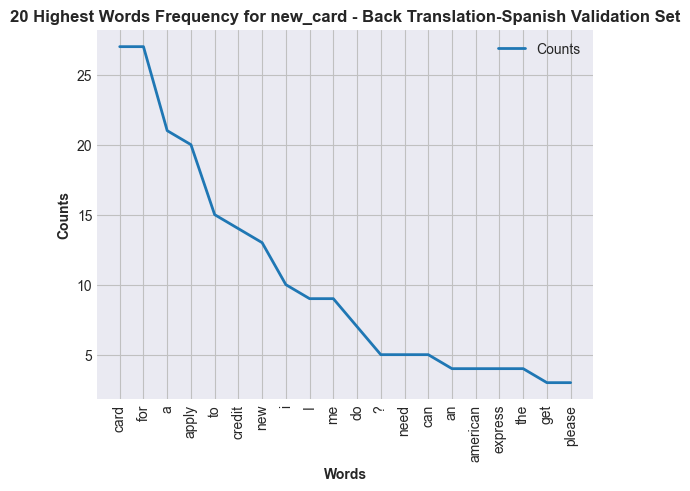 20 Highest Words Frequency for new_card - Back Translation-Spanish Validation Set
Counts
25
20
15
10
5
Counts
card
for
a
apply
to
credit
new
i
I
me
do
?
need
can
an
american
express
the
get
please
Words